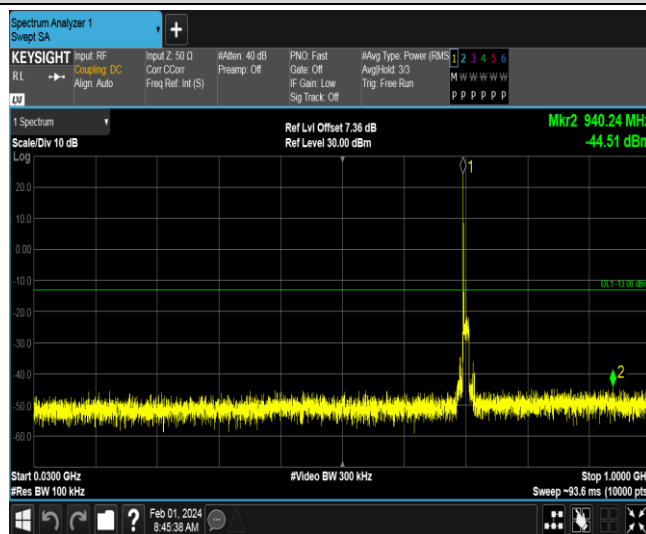 Spectrum Analyzer 1
Swept SA
+
KEYSIGHT
RL
LXI
Input: RF
Coupling: DC
Align: Auto
Input Z: 50 Ω
Corr CCorr
Freq Ref: Int (S)
#Atten: 40 dB
Preamp: Off
PNO: Fast
Gate: Off
IF Gain: Low
Sig Track: Off
#Avg Type: Power (RMS
Avg|Hold: 3/3
Trig: Free Run
1 2 3 4 5 6
M W W W W W
P P P P P P
1 Spectrum
Scale/Div 10 dB
Log
Ref Lvl Offset 7.36 dB
Ref Level 30.00 dBm
Mkr2 940.24 MHz
-44.51 dBm
1
20.0
10.0
0.00
-10.0
DL1 -13.00 dBm
-20.0
-30.0
-40.0
2
-50.0
-60.0
Start 0.0300 GHz
#Res BW 100 kHz
#Video BW 300 kHz
Stop 1.0000 GHz
Sweep ~93.6 ms (10000 pts)
?
Feb 01, 2024
8:45:38 AM